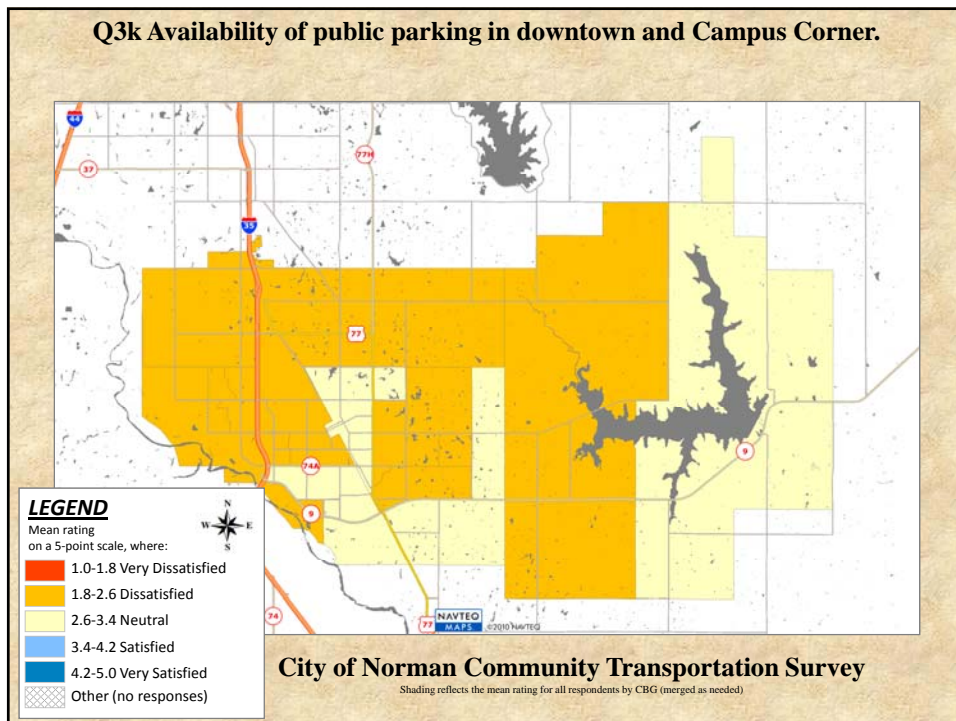 Q3k Availability of public parking in downtown and Campus Corner.
44
37
77H
35
77
9
74A
9
LEGEND
Mean rating
on a 5-point scale, where:
1.0-1.8 Very Dissatisfied
1.8-2.6 Dissatisfied
2.6-3.4 Neutral
3.4-4.2 Satisfied
4.2-5.0 Very Satisfied
Other (no responses)
N
W E
S
74
77
NAVTEQ
MAPS
©2010 NAVTEQ
City of Norman Community Transportation Survey
Shading reflects the mean rating for all respondents by CBG (merged as needed)